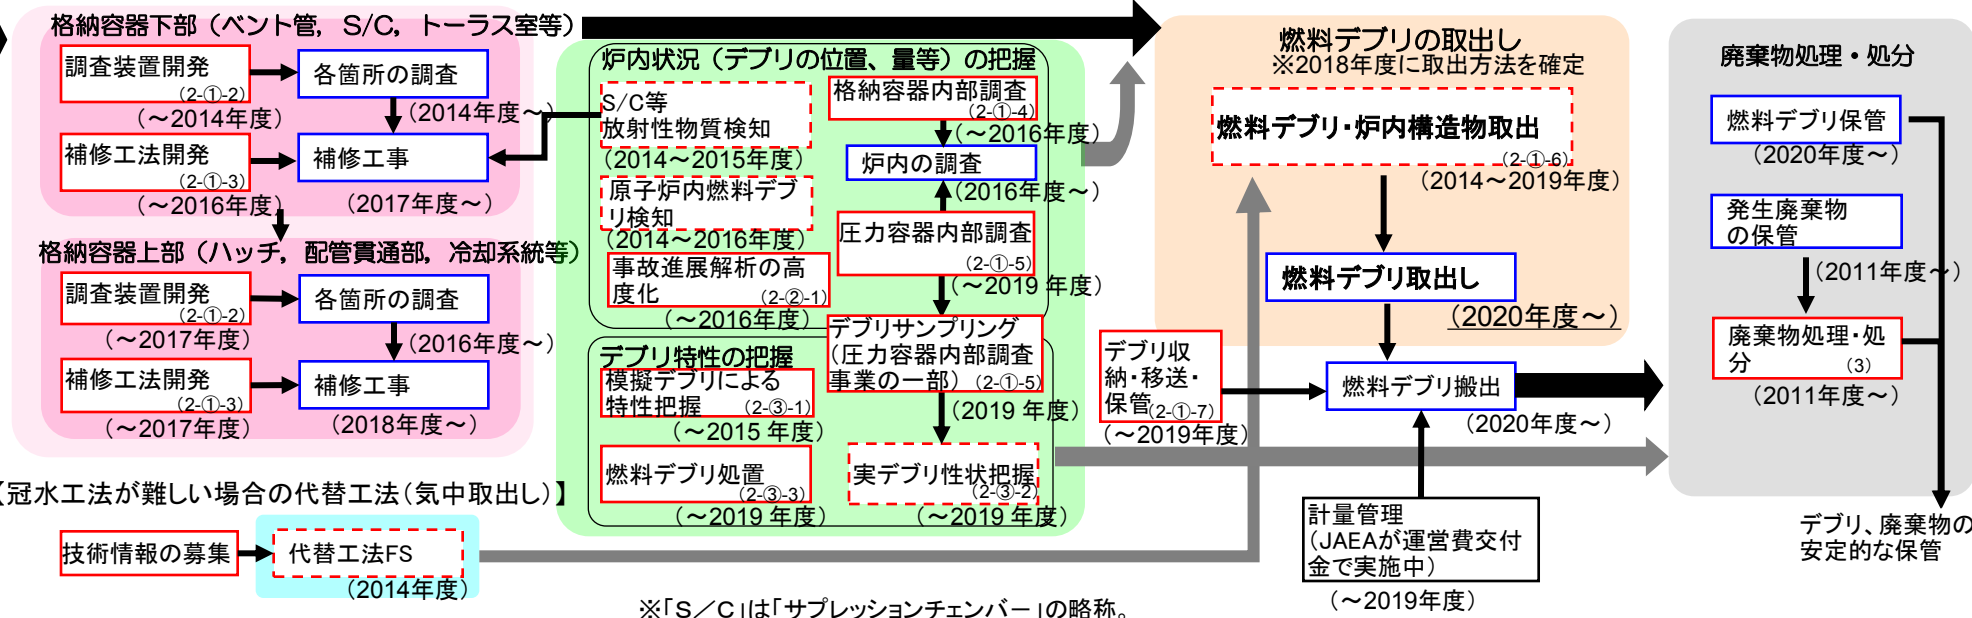 格納容器下部（ベント管，S/C，トーラス室等）
調査装置開発
(2-①-2)
（～2014年度）
各箇所の調査
（2014年度～）
補修工法開発
(2-①-3)
（～2016年度）
補修工事
（2017年度～）
格納容器上部（ハッチ，配管貫通部，冷却系統等）
調査装置開発
(2-①-2)
（～2017年度）
各箇所の調査
（2016年度～）
補修工法開発
(2-①-3)
（～2017年度）
補修工事
（2018年度～）
【冠水工法が難しい場合の代替工法（気中取出し）】
技術情報の募集
代替工法FS
（2014年度）
炉内状況（デブリの位置、量等）の把握
S/C等
放射性物質検知
（2014～2015年度）
原子炉内燃料デブ
リ検知
（2014～2016年度）
事故進展解析の高
度化
(2-②-1)
（～2016年度）
格納容器内部調査
(2-①-4)
（～2016年度）
炉内の調査
（2016年度～）
圧力容器内部調査
(2-①-5)
（～2019 年度）
デブリサンプリング
（圧力容器内部調査
事業の一部）(2-①-5)
（2019 年度）
デブリ特性の把握
模擬デブリによる
特性把握 (2-③-1)
（～2015 年度）
燃料デブリ処置
(2-③-3)
（～2019 年度）
実デブリ性状把握
(2-③-2)
（～2019 年度）
※「S／C」は「サプレッションチェンバー」の略称。
燃料デブリの取出し
※2018年度に取出方法を確定
燃料デブリ・炉内構造物取出
(2-①-6)
（2014～2019年度）
燃料デブリ取出し
（2020年度～）
デブリ収
納・移送・
保管(2-①-7)
（～2019年度）
燃料デブリ搬出
（2020年度～）
計量管理
（JAEAが運営費交付
金で実施中）
（～2019年度）
廃棄物処理・処分
燃料デブリ保管
（2020年度～）
発生廃棄物
の保管
（2011年度～）
廃棄物処理・処
分 (3)
（2011年度～）
デブリ、廃棄物の
安定的な保管